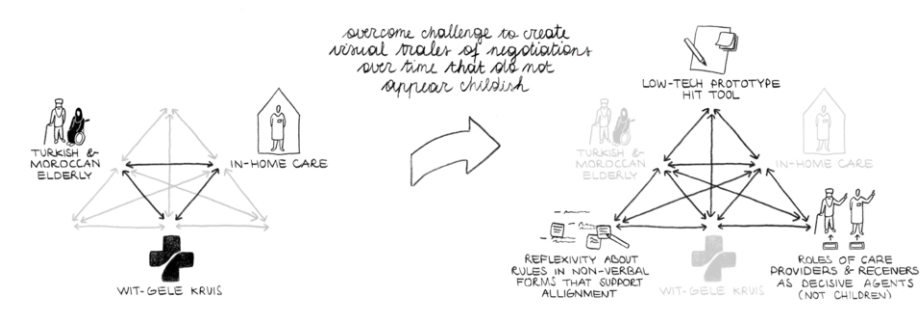 overcome challenge to create
visual trales of negotiations
over time that do not
appear childish
TURKISH &
MOROCCAN
ELDERLY
IN-HOME CARE
WIT-GELE KRUIS
LOW-TECH PROTOTYPE
HIT TOOL
TURKISH &
MOROCCAN
ELDERLY
IN-HOME CARE
REFLEXIVITY ABOUT
RULES IN NON-VERBAL
FORMS THAT SUPPORT
ALLIGNMENT
WIT-GELE KRUIS
ROLES OF CARE
PROVIDERS & RECEIVERS
AS DECISIVE AGENTS
(NOT CHILDREN)